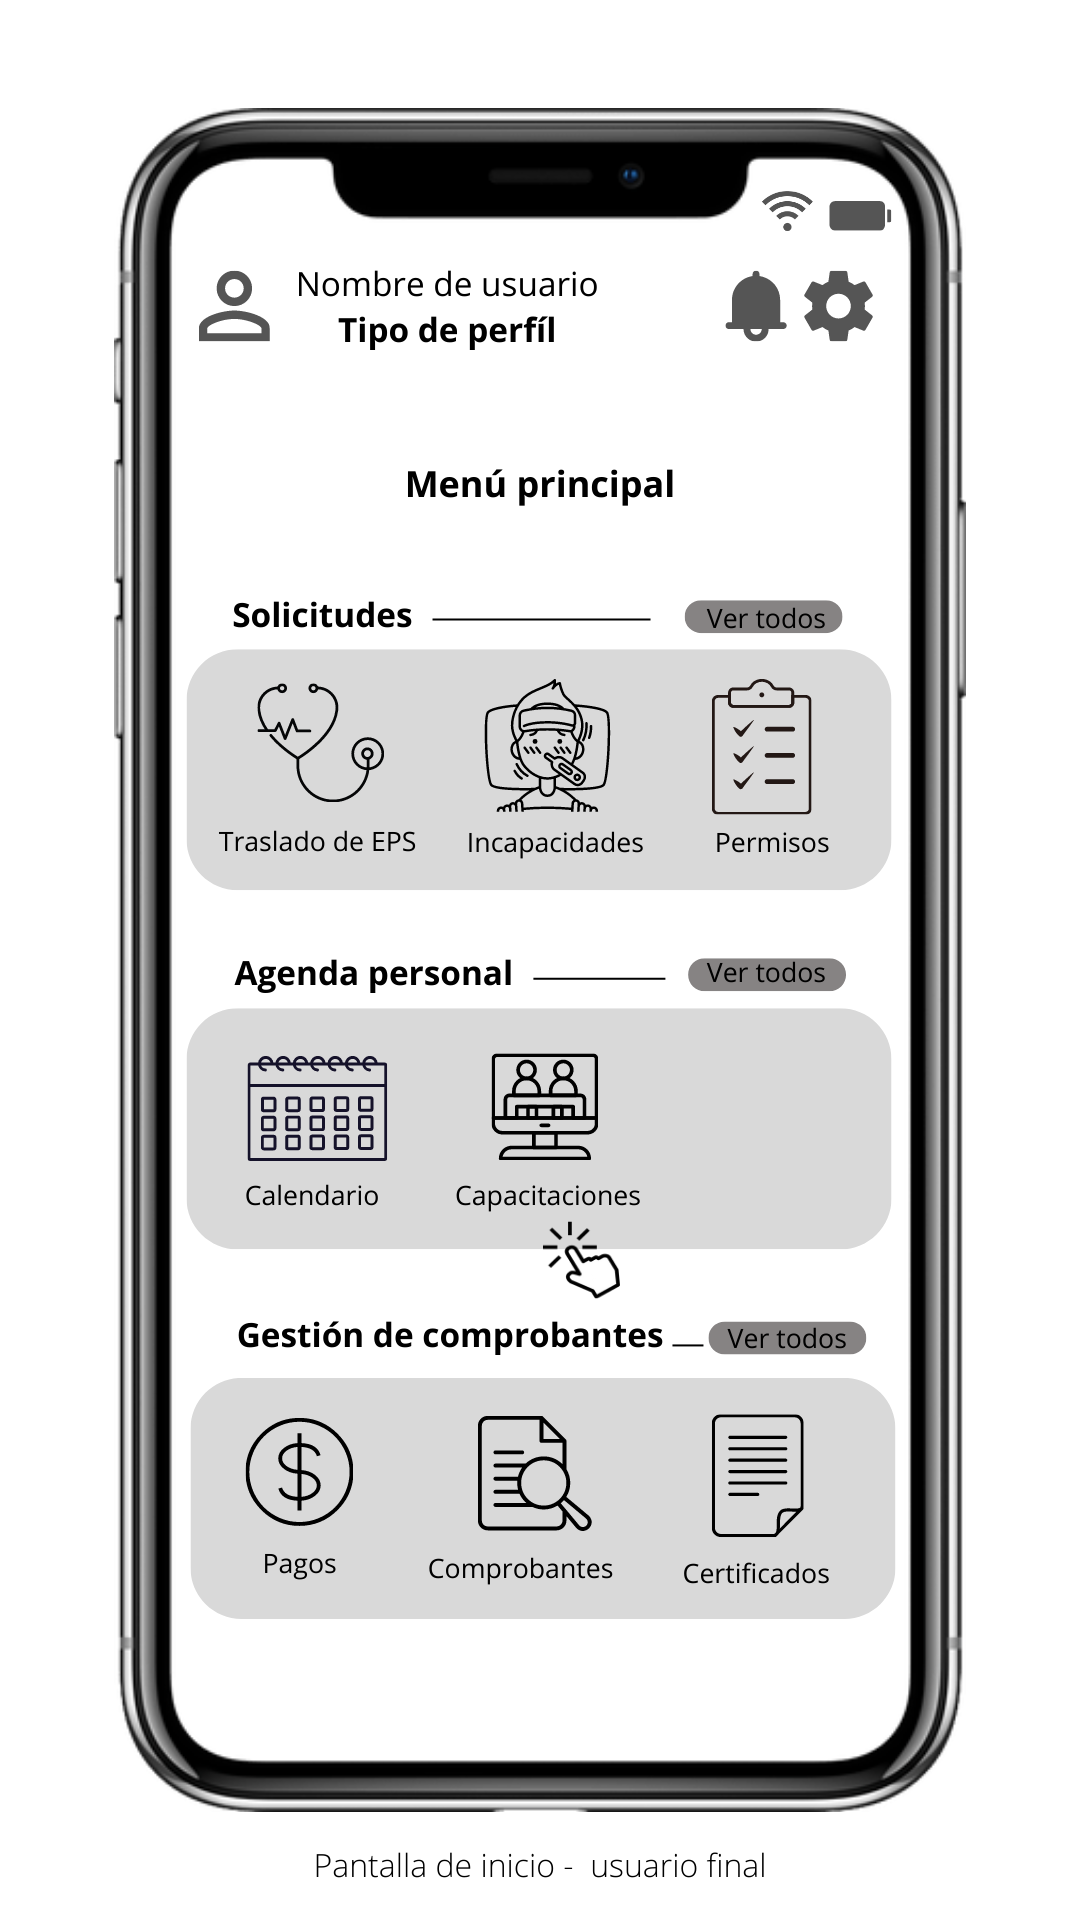 Nombre de usuario
Tipo de perfíl
Menú principal
Solicitudes
Ver todos
Traslado de EPS
Incapacidades
Permisos
Agenda personal
Ver todos
Calendario
Capacitaciones
Gestión de comprobantes
Ver todos
Pagos
Comprobantes
Certificados
Pantalla de inicio - usuario final